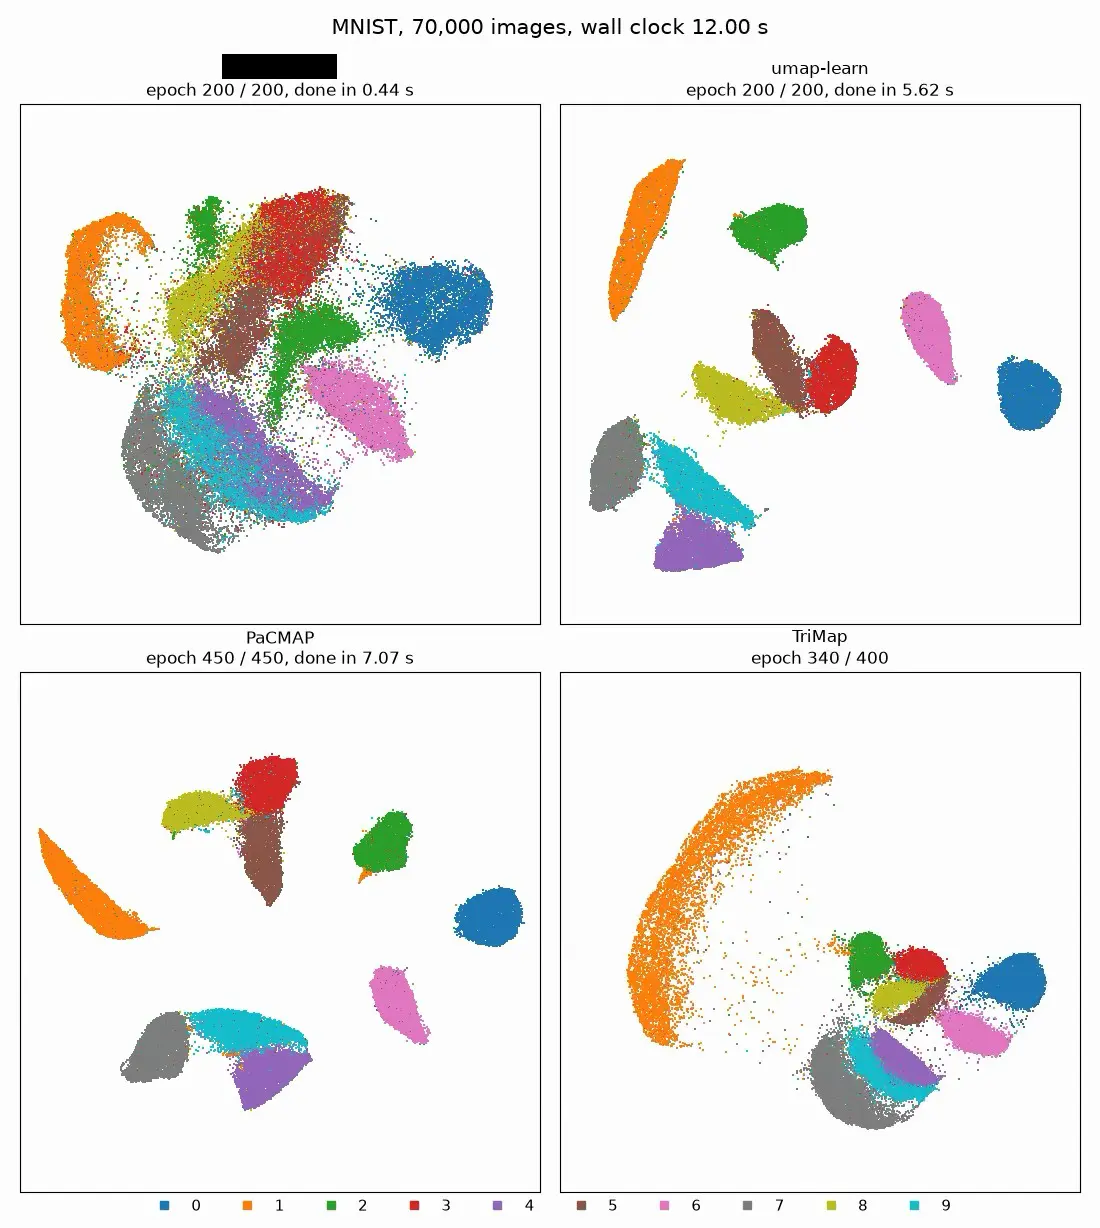 MNIST, 70,000 images, wall clock 12.00 s
epoch 200 / 200, done in 0.44 s
umap-learn
epoch 200 / 200, done in 5.62 s
PaCMAP
epoch 450 / 450, done in 7.07 s
TriMap
epoch 340 / 400
0 1 2 3 4 5 6 7 8 9